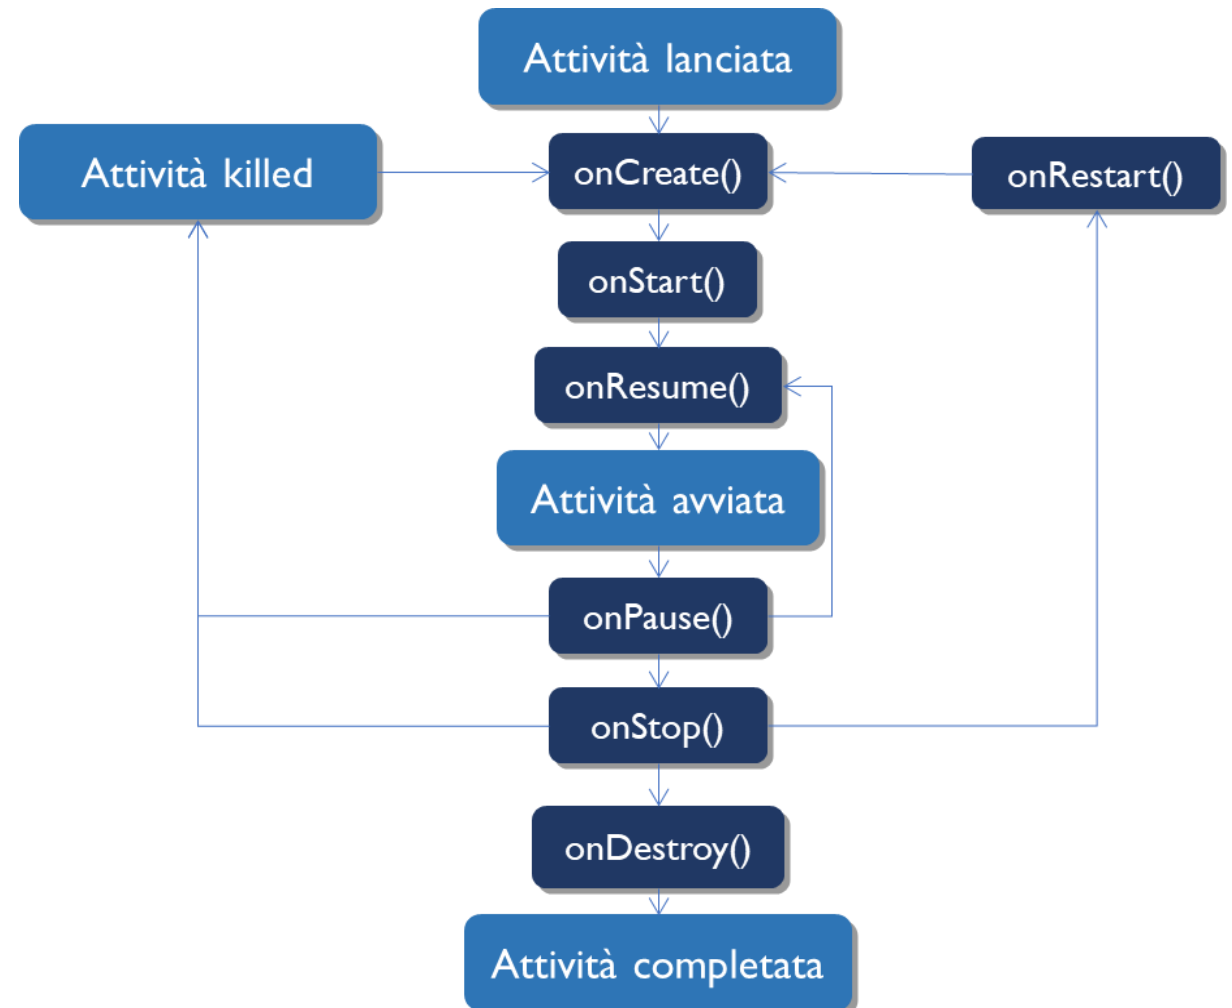 Attività lanciata
Attività killed
onCreate()
onRestart()
onStart()
onResume()
Attività avviata
onPause()
onStop()
onDestroy()
Attività completata